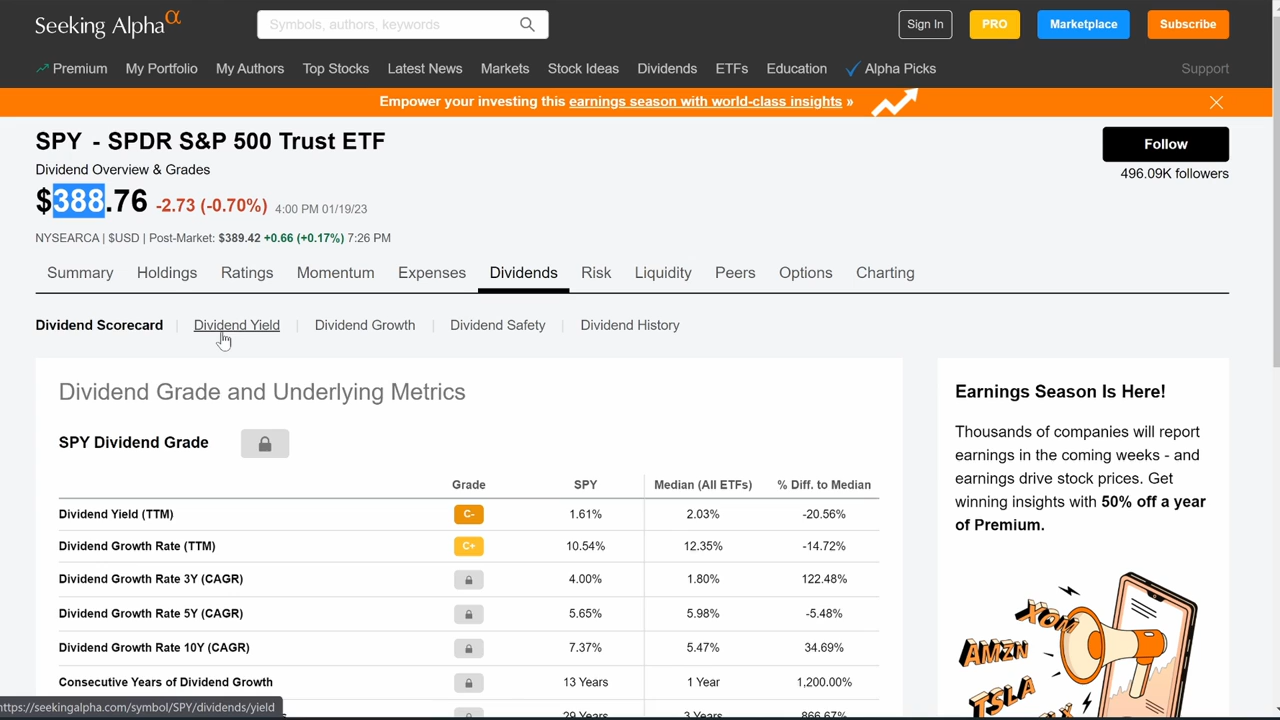 Seeking Alpha α
Symbols, authors, keywords
Sign In
PRO
Marketplace
Subscribe
Premium My Portfolio My Authors Top Stocks Latest News Markets Stock Ideas Dividends ETFs Education Alpha Picks Support
Empower your investing this earnings season with world-class insights »
SPY - SPDR S&P 500 Trust ETF
Follow
Dividend Overview & Grades
496.09K followers
$388.76 -2.73 (-0.70%) 4:00 PM 01/19/23
NYSEARCA | $USD | Post-Market: $389.42 +0.66 (+0.17%) 7:26 PM
Summary Holdings Ratings Momentum Expenses Dividends Risk Liquidity Peers Options Charting
Dividend Scorecard | Dividend Yield | Dividend Growth | Dividend Safety | Dividend History
Dividend Grade and Underlying Metrics
SPY Dividend Grade
Grade SPY Median (All ETFs) % Diff. to Median
Dividend Yield (TTM) C- 1.61% 2.03% -20.56%
Dividend Growth Rate (TTM) C+ 10.54% 12.35% -14.72%
Dividend Growth Rate 3Y (CAGR) 4.00% 1.80% 122.48%
Dividend Growth Rate 5Y (CAGR) 5.65% 5.98% -5.48%
Dividend Growth Rate 10Y (CAGR) 7.37% 5.47% 34.69%
Consecutive Years of Dividend Growth 13 Years 1 Year 1,200.00%
29 Years 3 Years 866.67%
Earnings Season Is Here!
Thousands of companies will report
earnings in the coming weeks - and
earnings drive stock prices. Get
winning insights with 50% off a year
of Premium.
XOM
AMZN
TSLA
https://seekingalpha.com/symbol/SPY/dividends/yield